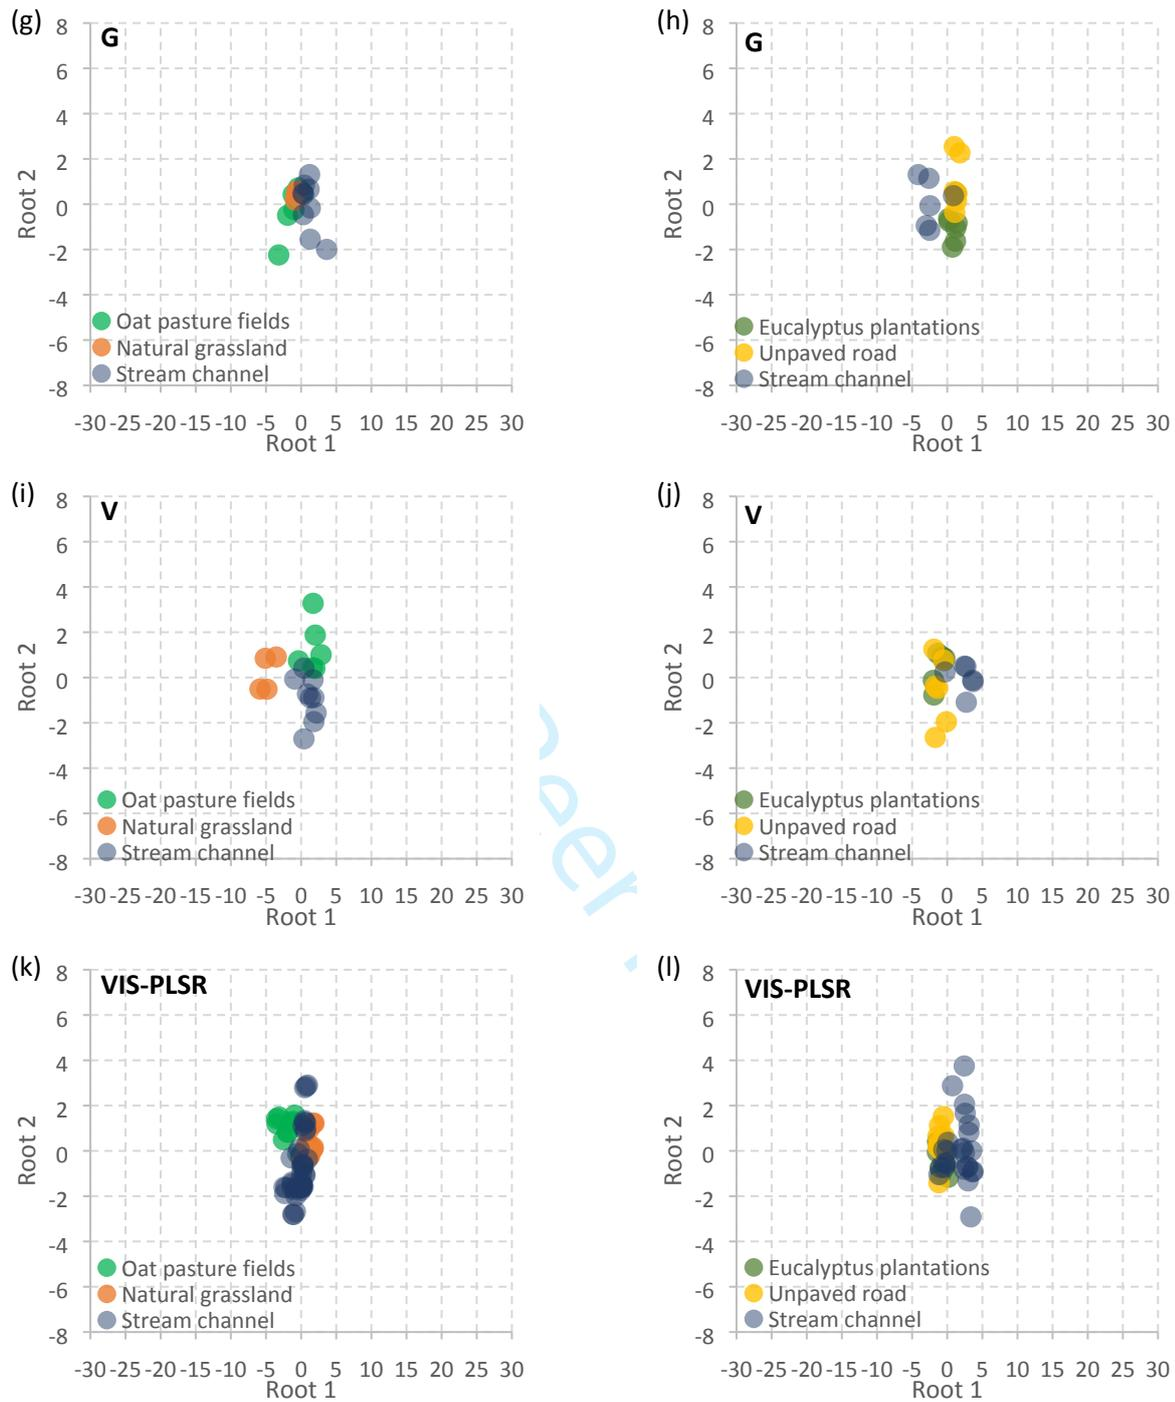 (g)
G
8
6
4
2
0
-2
-4
-6
-8
Root 2
Oat pasture fields
Natural grassland
Stream channel
-30 -25 -20 -15 -10 -5 0 5 10 15 20 25 30
Root 1
(h)
G
8
6
4
2
0
-2
-4
-6
-8
Root 2
Eucalyptus plantations
Unpaved road
Stream channel
-30 -25 -20 -15 -10 -5 0 5 10 15 20 25 30
Root 1
(i)
V
8
6
4
2
0
-2
-4
-6
-8
Root 2
Oat pasture fields
Natural grassland
Stream channel
-30 -25 -20 -15 -10 -5 0 5 10 15 20 25 30
Root 1
(j)
V
8
6
4
2
0
-2
-4
-6
-8
Root 2
Eucalyptus plantations
Unpaved road
Stream channel
-30 -25 -20 -15 -10 -5 0 5 10 15 20 25 30
Root 1
(k)
VIS-PLSR
8
6
4
2
0
-2
-4
-6
-8
Root 2
Oat pasture fields
Natural grassland
Stream channel
-30 -25 -20 -15 -10 -5 0 5 10 15 20 25 30
Root 1
(l)
VIS-PLSR
8
6
4
2
0
-2
-4
-6
-8
Root 2
Eucalyptus plantations
Unpaved road
Stream channel
-30 -25 -20 -15 -10 -5 0 5 10 15 20 25 30
Root 1